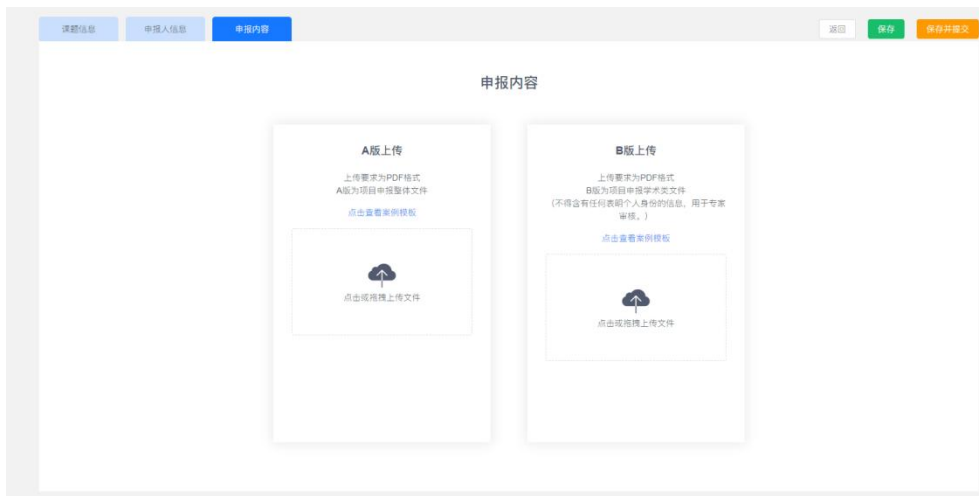 课题信息
申报人信息
申报内容
返回
保存
保存并提交
申报内容
A版上传
上传要求为PDF格式
A版为项目申报整体文件
点击查看案例模板
点击或拖拽上传文件
B版上传
上传要求为PDF格式
B版为项目申报学术类文件
（不得含有任何表明个人身份的信息，用于专家
审核。）
点击查看案例模板
点击或拖拽上传文件